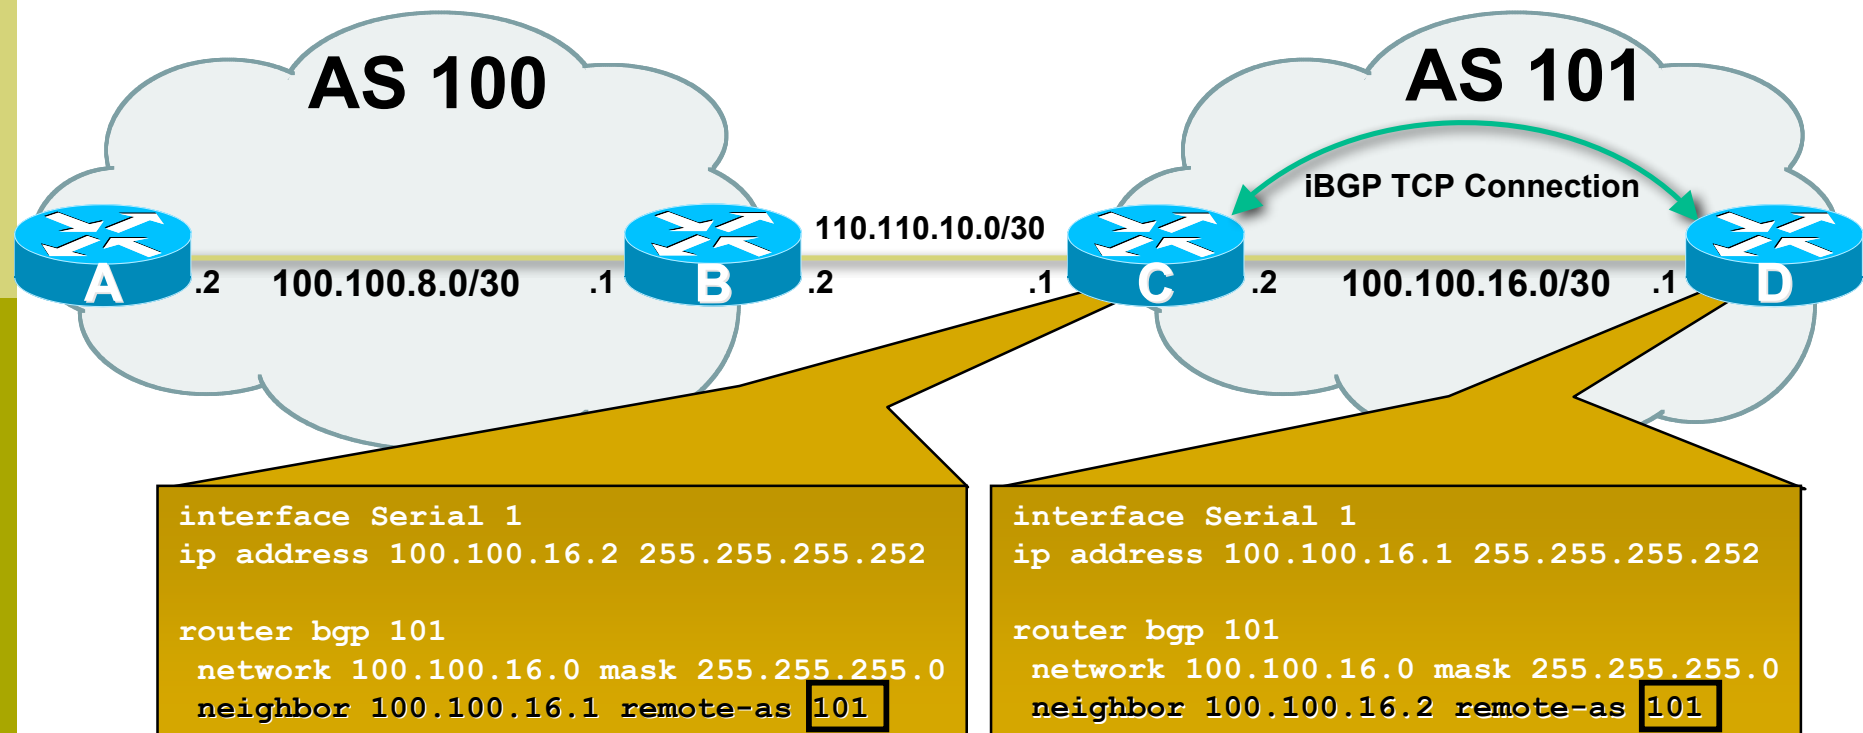 AS 100
AS 101
iBGP TCP Connection
110.110.10.0/30
A
.2
100.100.8.0/30
.1
B
.2
.1
C
.2
100.100.16.0/30
.1
D
interface Serial 1
ip address 100.100.16.2 255.255.255.252
router bgp 101
network 100.100.16.0 mask 255.255.255.0
neighbor 100.100.16.1 remote-as 101
interface Serial 1
ip address 100.100.16.1 255.255.255.252
router bgp 101
network 100.100.16.0 mask 255.255.255.0
neighbor 100.100.16.2 remote-as 101